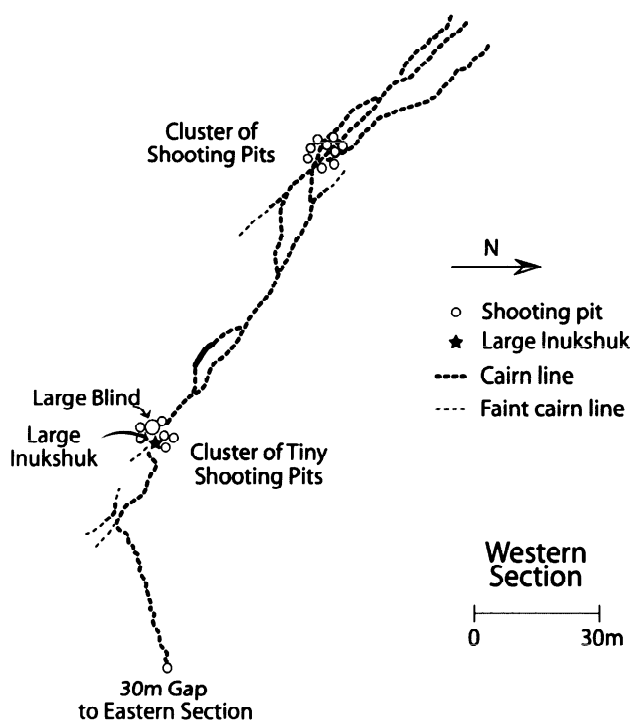 Cluster of
Shooting Pits
N
Shooting pit
Large Inukshuk
Cairn line
Faint cairn line
Large Blind
Large
Inukshuk
Cluster of Tiny
Shooting Pits
Western
Section
0 30m
30m Gap
to Eastern Section